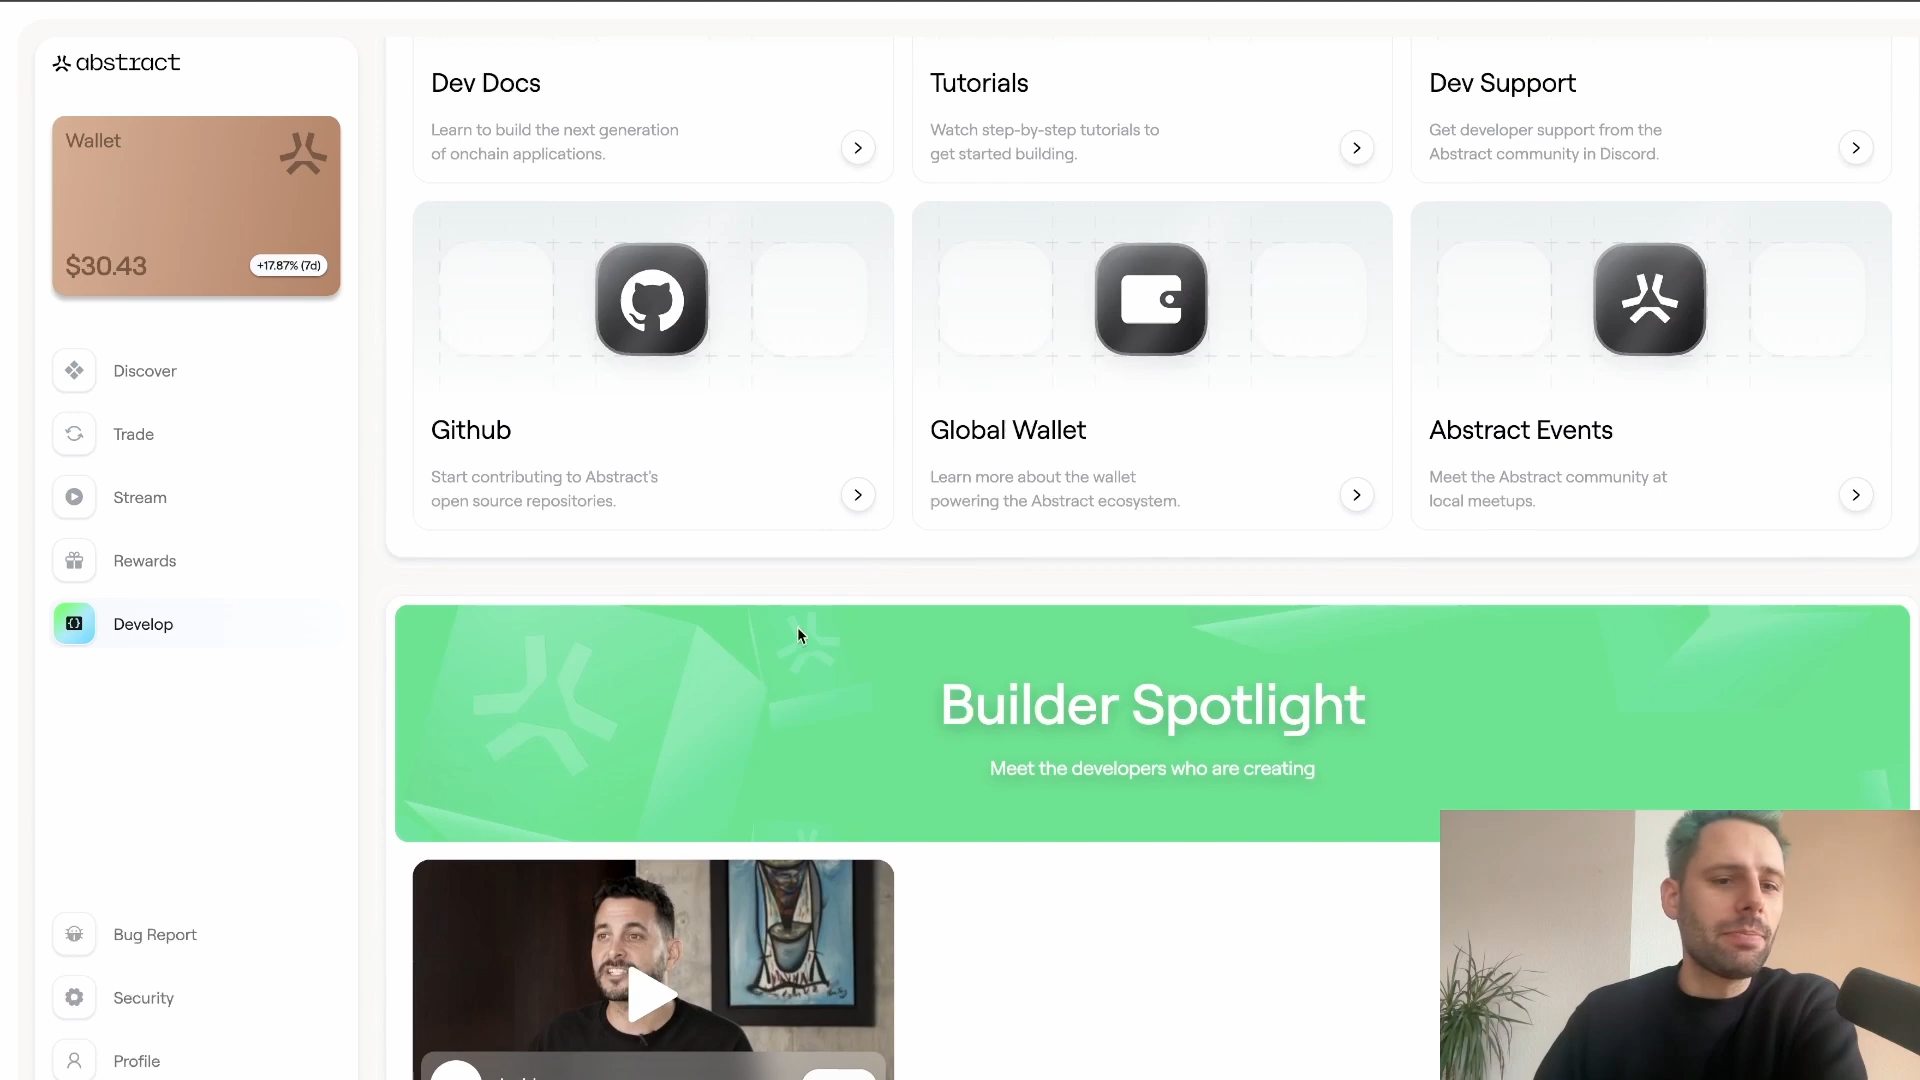 abstract
Wallet
$30.43
+17.87% (7d)
Discover
Trade
Stream
Rewards
Develop
Bug Report
Security
Profile
Dev Docs
Learn to build the next generation
of onchain applications.
Tutorials
Watch step-by-step tutorials to
get started building.
Dev Support
Get developer support from the
Abstract community in Discord.
Github
Start contributing to Abstract's
open source repositories.
Global Wallet
Learn more about the wallet
powering the Abstract ecosystem.
Abstract Events
Meet the Abstract community at
local meetups.
Builder Spotlight
Meet the developers who are creating